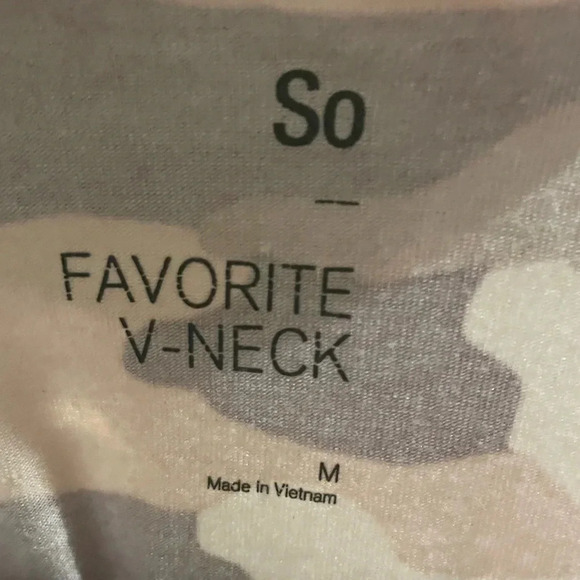 So
—
FAVORITE
V-NECK
M
Made in Vietnam